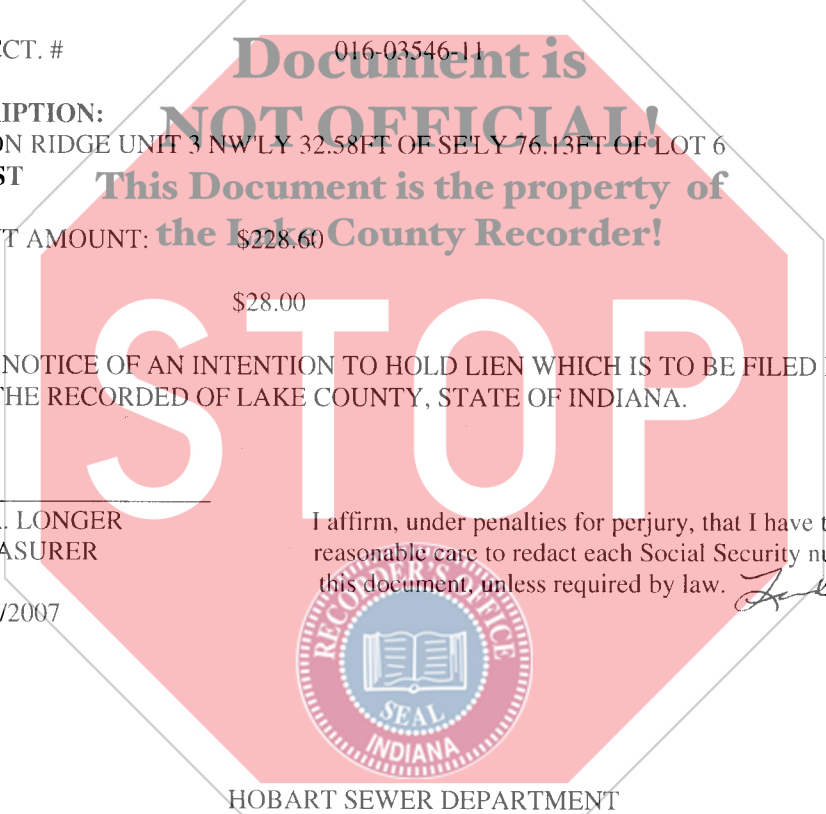 CCT. # 016-03546-11
Document is
IPTION:
NOT OFFICIAL!
ON RIDGE UNIT 3 NW'LY 32.58FT OF SE'LY 76.13FT OF LOT 6
ST
This Document is the property of
T AMOUNT: $228.60
the Lake County Recorder!
$28.00
STOP
NOTICE OF AN INTENTION TO HOLD LIEN WHICH IS TO BE FILED
THE RECORDED OF LAKE COUNTY, STATE OF INDIANA.
. LONGER
ASURER
/2007
I affirm, under penalties for perjury, that I have t
reasonable care to redact each Social Security nu
this document, unless required by law.
RECORDER'S OFFICE
SEAL
INDIANA
HOBART SEWER DEPARTMENT